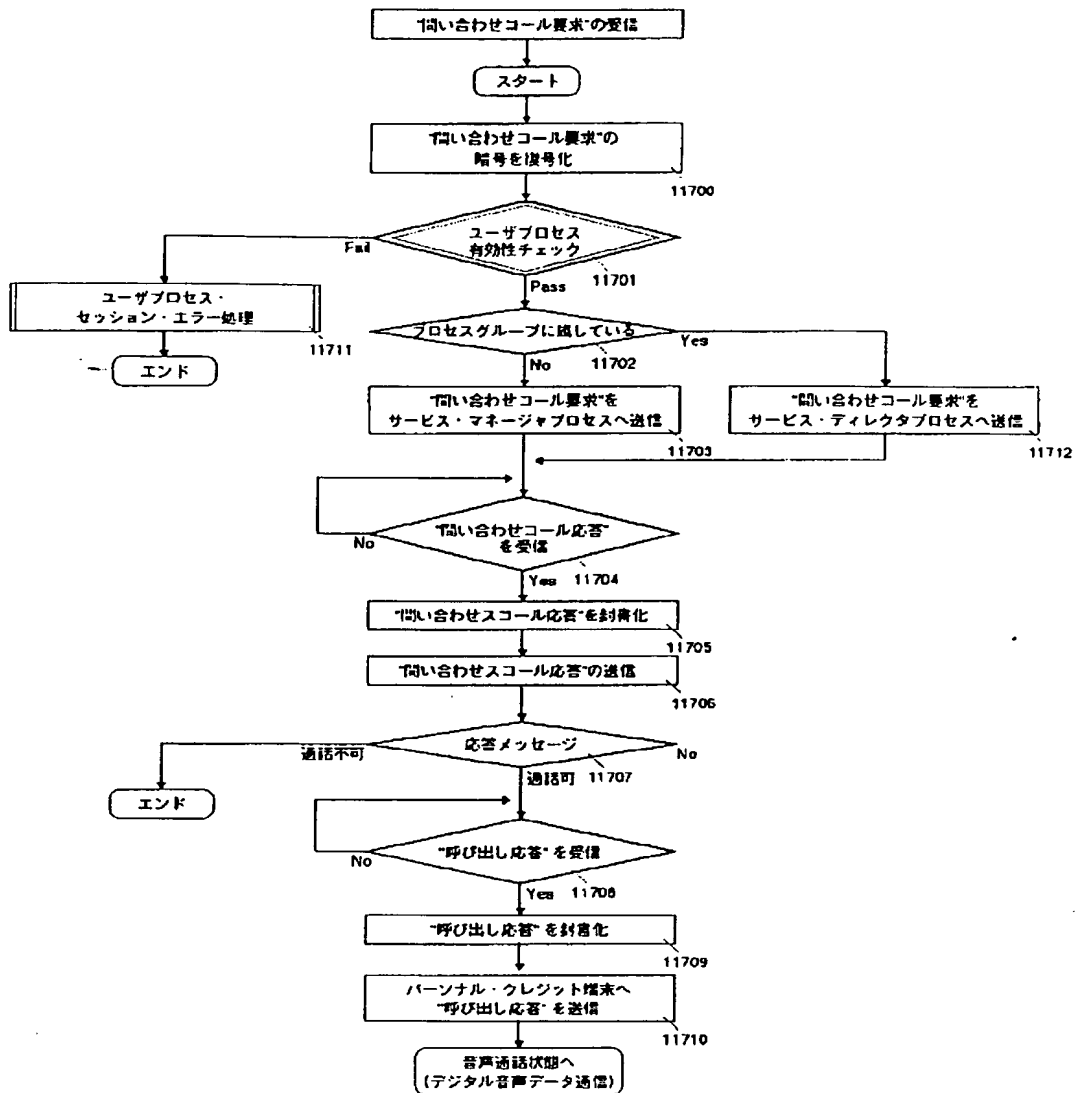 "問い合わせコール要求"の受信
スタート
"問い合わせコール要求"の
暗号を復号化
11700
ユーザプロセス
有効性チェック
11701
Fail
Pass
ユーザプロセス・
セッション・エラー処理
11711
エンド
プロセスグループに属している
11702
Yes
No
"問い合わせコール要求"を
サービス・マネージャプロセスへ送信
11703
"問い合わせコール要求"を
サービス・ディレクタプロセスへ送信
11712
"問い合わせコール応答"
を受信
No
Yes
11704
"問い合わせスコール応答"を封書化
11705
"問い合わせスコール応答"の送信
11706
応答メッセージ
通話不可
No
11707
通話可
エンド
"呼び出し応答" を受信
No
Yes
11708
"呼び出し応答" を封書化
11709
パーソナル・クレジット端末へ
"呼び出し応答" を送信
11710
音声通話状態へ
(デジタル音声データ通信)